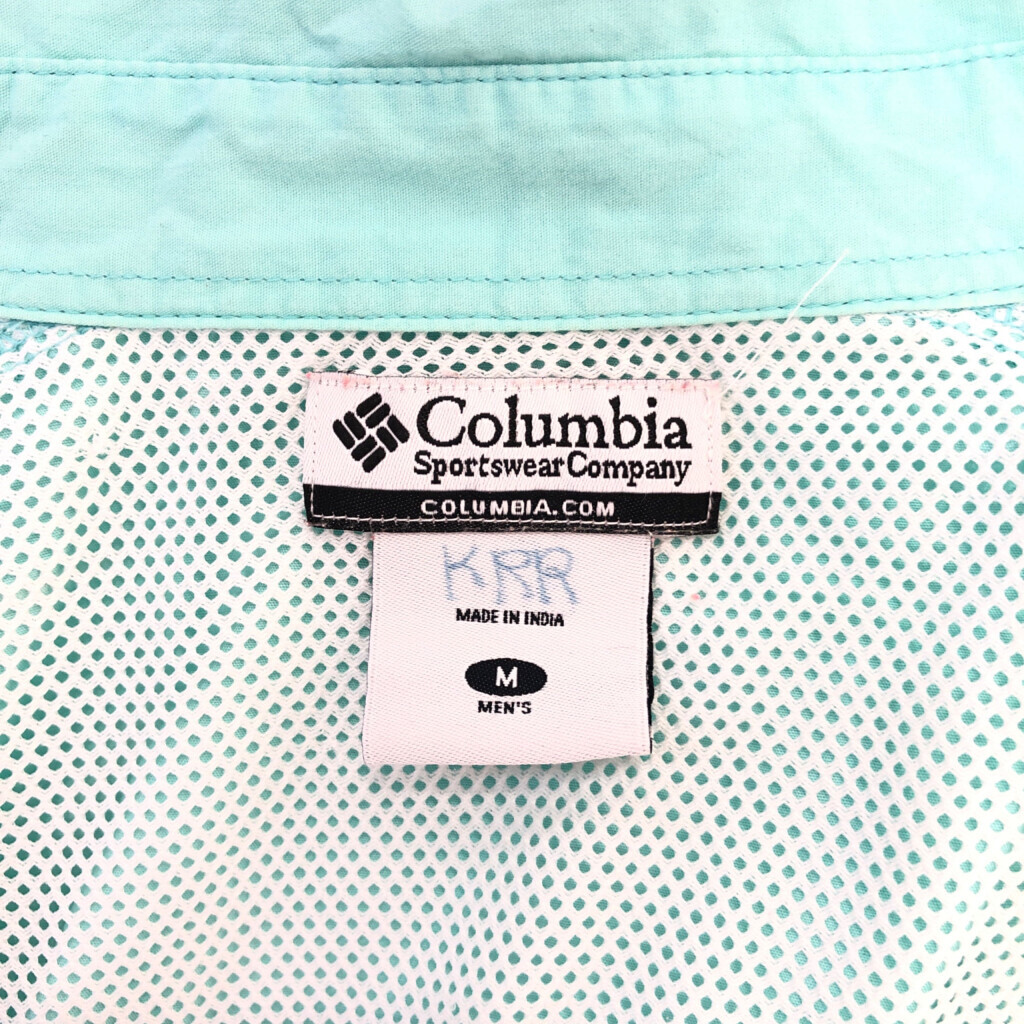 Columbia
Sportswear Company
COLUMBIA.COM
KRR
MADE IN INDIA
M
MEN'S